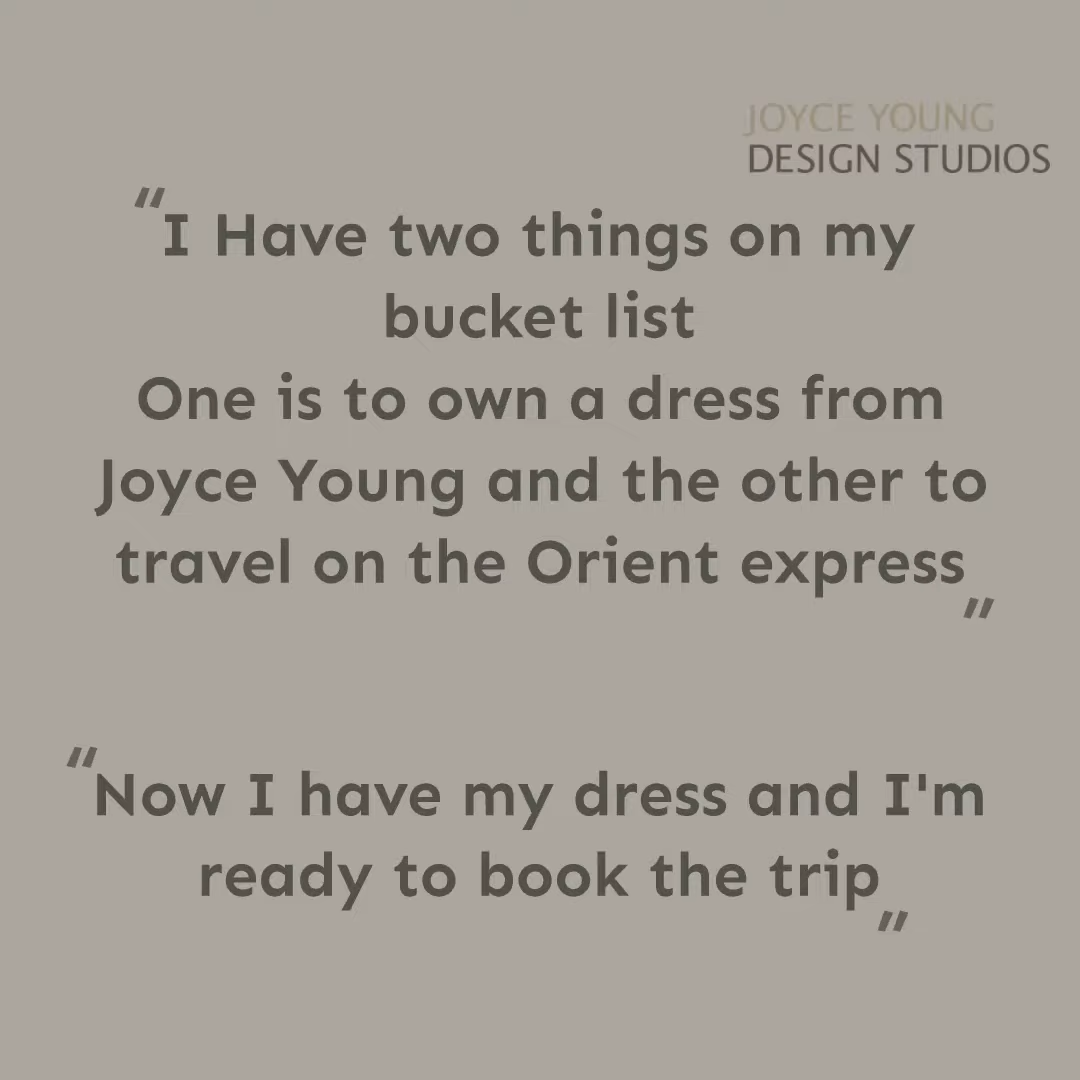 JOYCE YOUNG
DESIGN STUDIOS
"I Have two things on my
bucket list
One is to own a dress from
Joyce Young and the other to
travel on the Orient express"
"Now I have my dress and I'm
ready to book the trip"